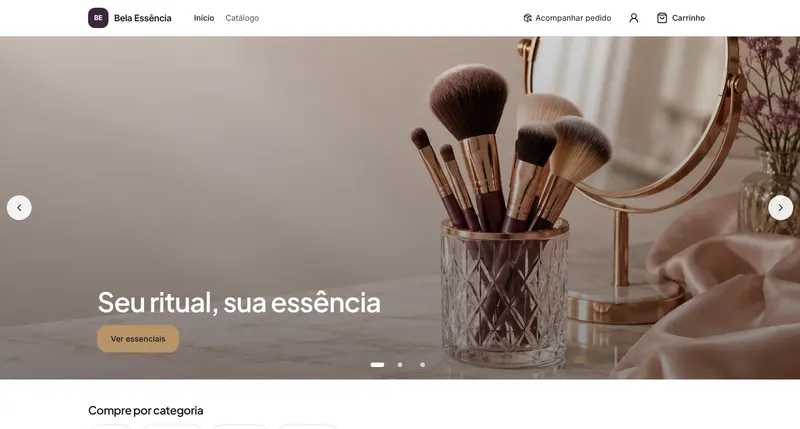 BE
Bela Essência
Início
Catálogo
Acompanhar pedido
Carrinho
Seu ritual, sua essência
Ver essenciais
Compre por categoria